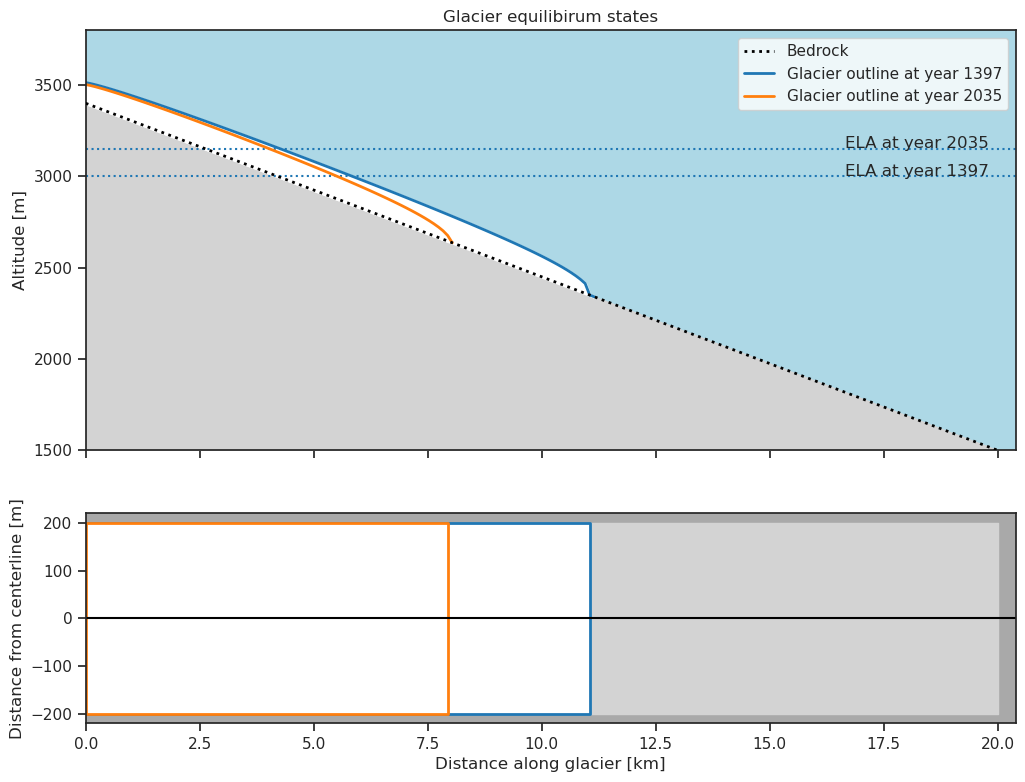 Glacier equilibirum states
Bedrock
Glacier outline at year 1397
Glacier outline at year 2035
ELA at year 2035
ELA at year 1397
Altitude [m]
3500
3000
2500
2000
1500
Distance from centerline [m]
200
100
0
−100
−200
0.0 2.5 5.0 7.5 10.0 12.5 15.0 17.5 20.0
Distance along glacier [km]